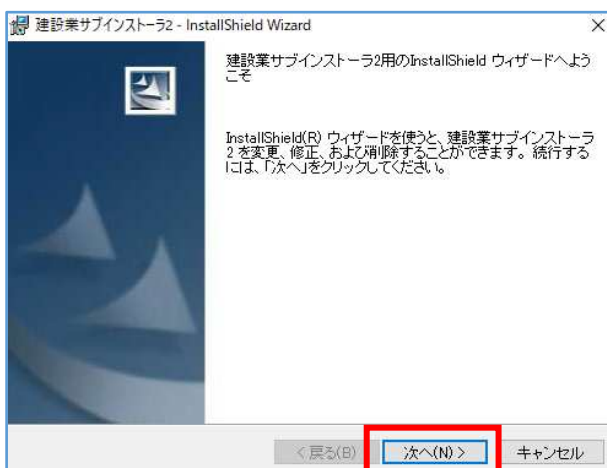 建設業サブインストーラ2 - InstallShield Wizard
建設業サブインストーラ2用のInstallShield ウィザードへよう
こそ
InstallShield(R) ウィザードを使うと、建設業サブインストーラ
2 を変更、修正、および削除することができます。続行する
には、「次へ」をクリックしてください。
< 戻る(B)
次へ(N) >
キャンセル